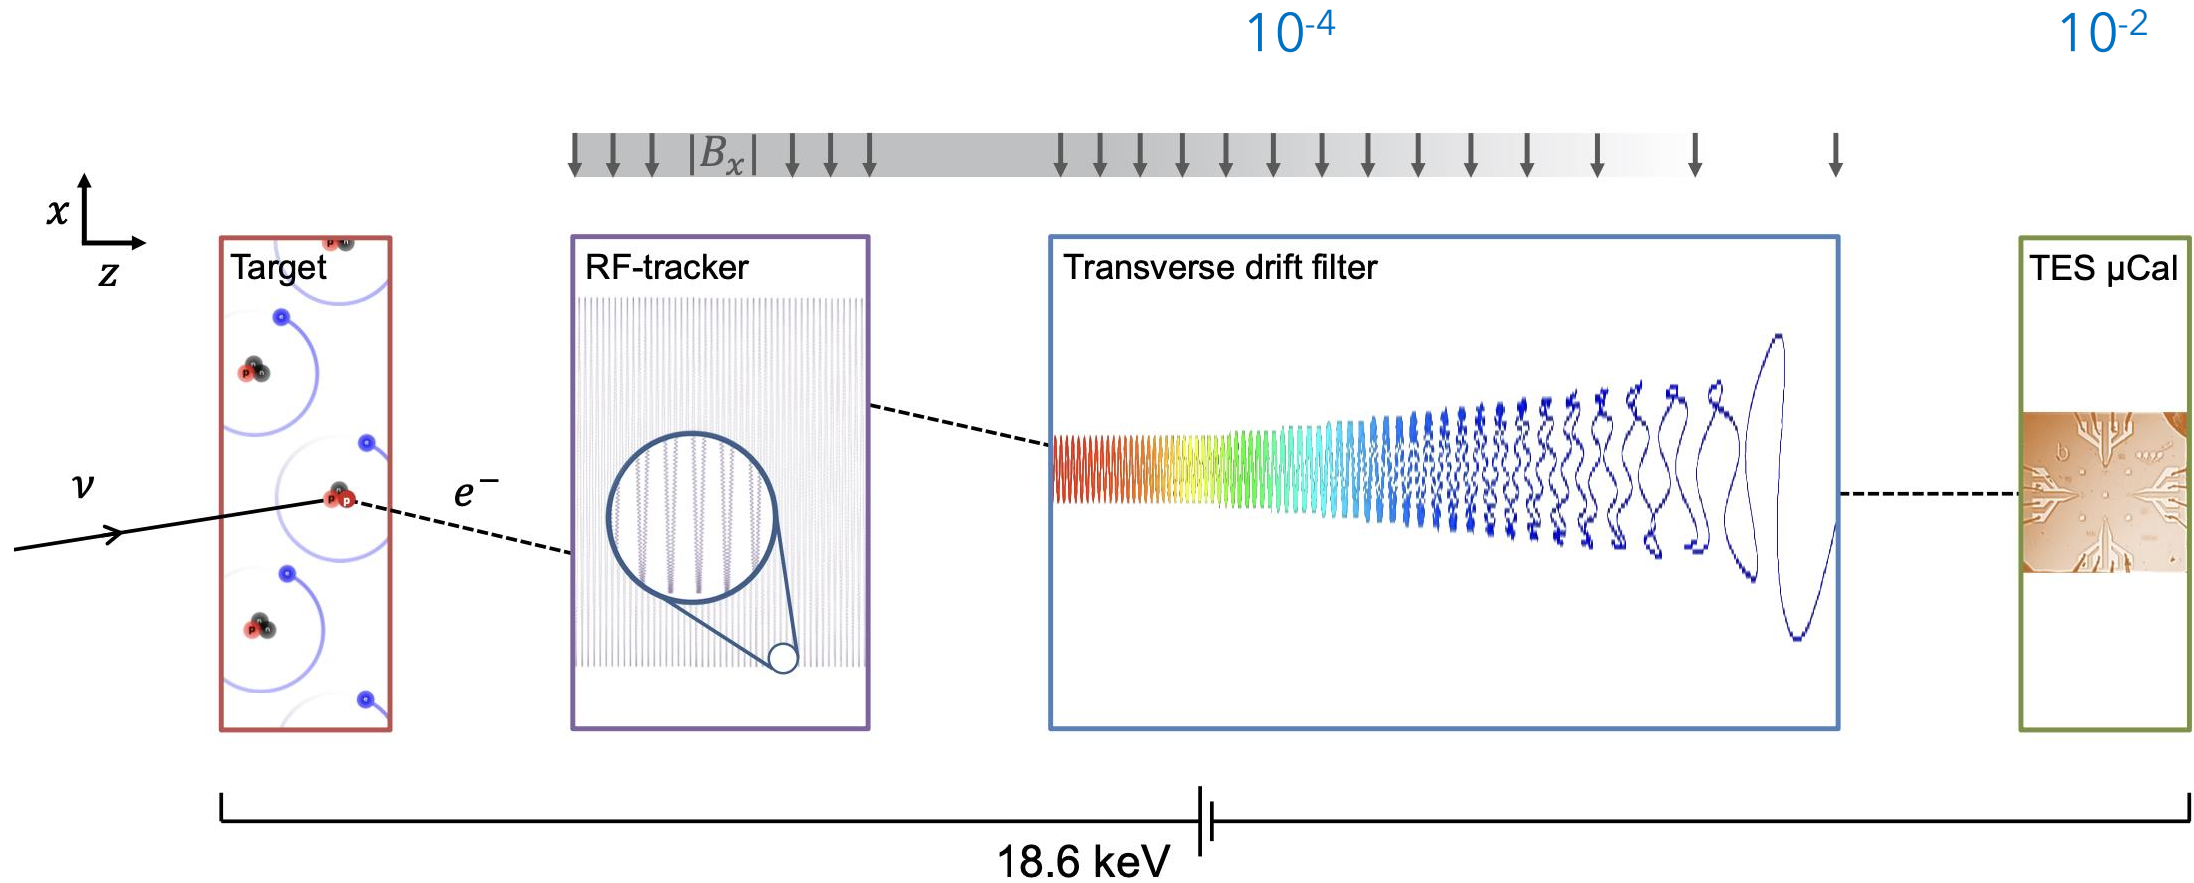 10⁻⁴
10⁻²
|Bₓ|
x
z
Target
RF-tracker
Transverse drift filter
TES µCal
p n
p n n
p n p
p n n
ν
e⁻
b
18.6 keV